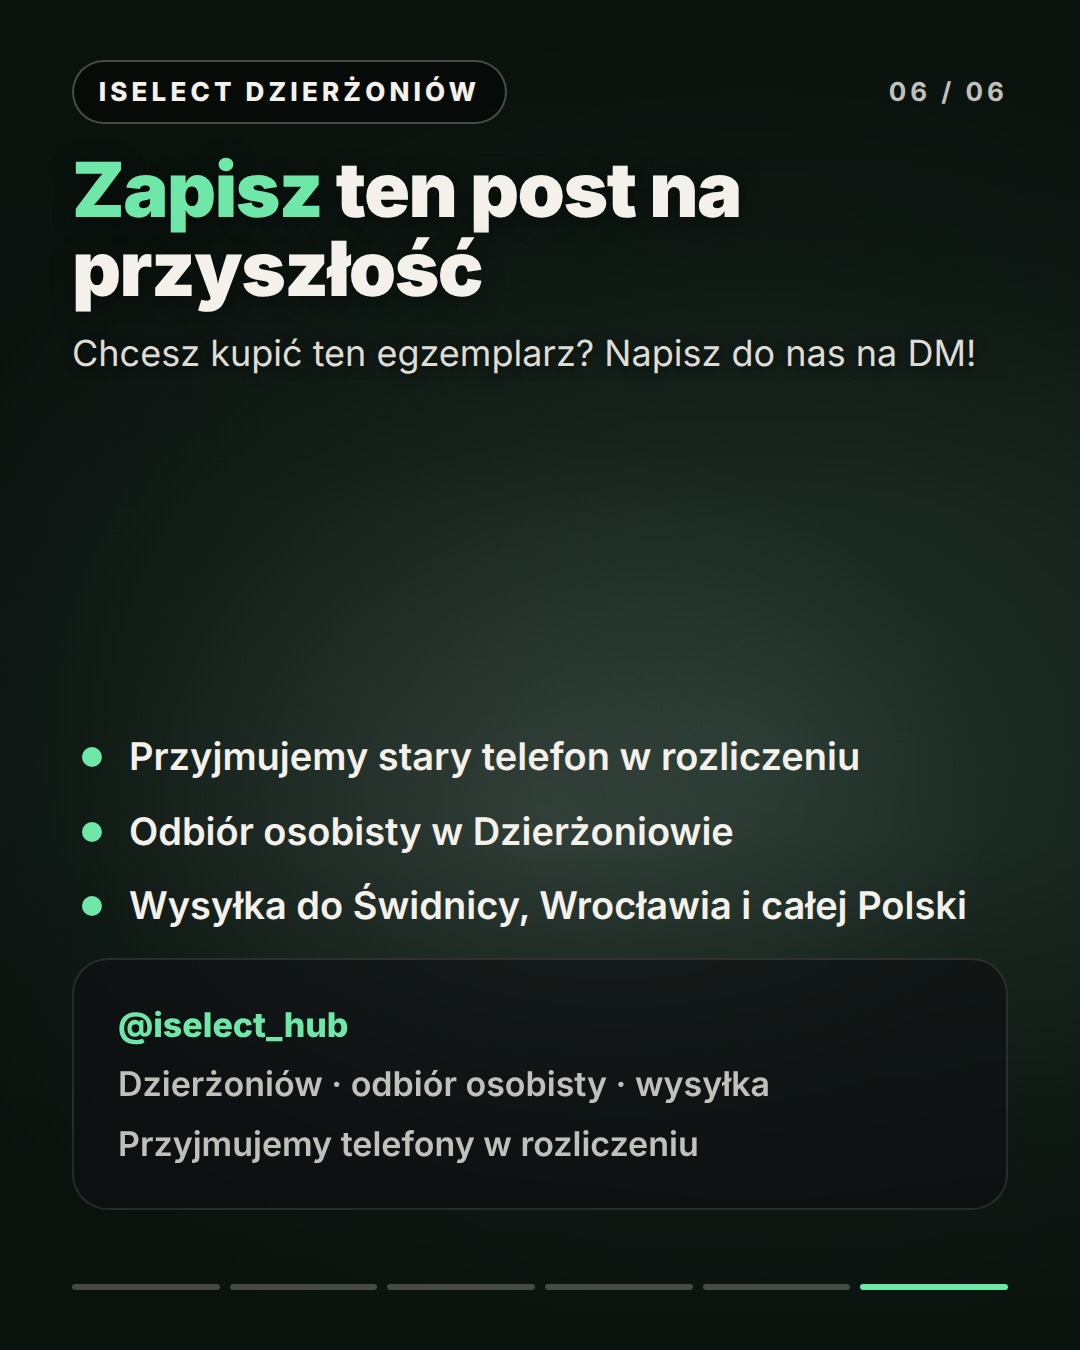 ISELECT DZIERŻONIÓW
06 / 06
Zapisz ten post na
przyszłość
Chcesz kupić ten egzemplarz? Napisz do nas na DM!
Przyjmujemy stary telefon w rozliczeniu
Odbiór osobisty w Dzierżoniowie
Wysyłka do Świdnicy, Wrocławia i całej Polski
@iselect_hub
Dzierżoniów · odbiór osobisty · wysyłka
Przyjmujemy telefony w rozliczeniu